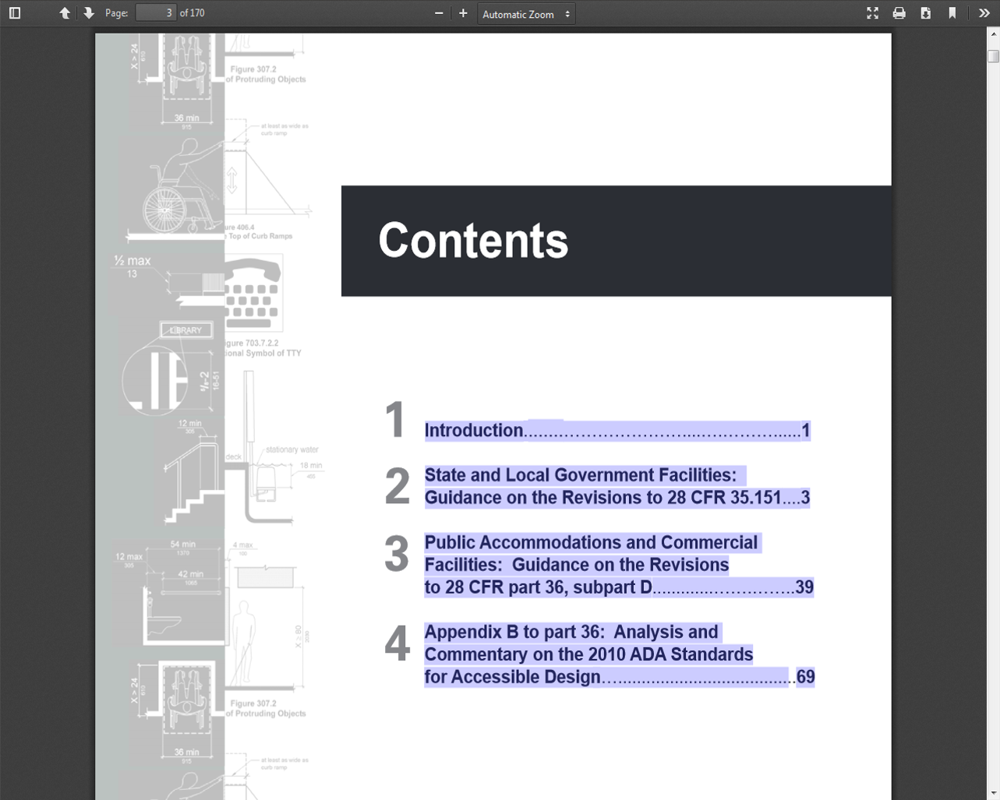 Page: 3 of 170
Automatic Zoom
X > 24
610
Figure 307.2
of Protruding Objects
36 min
915
at least as wide as
curb ramp
ure 406.4
Top of Curb Ramps
½ max
13
LIBRARY
igure 703.7.2.2
ional Symbol of TTY
⅝-2
16-51
12 min
305
deck
stationary water
18 min
455
54 min
1370
4 max
100
12 max
305
42 min
1065
X ≥ 80
2030
X > 24
610
Figure 307.2
of Protruding Objects
36 min
915
at least as wide as
curb ramp
Contents
1 Introduction....................................................1
2 State and Local Government Facilities:
Guidance on the Revisions to 28 CFR 35.151....3
3 Public Accommodations and Commercial
Facilities: Guidance on the Revisions
to 28 CFR part 36, subpart D...........................39
4 Appendix B to part 36: Analysis and
Commentary on the 2010 ADA Standards
for Accessible Design.....................................69